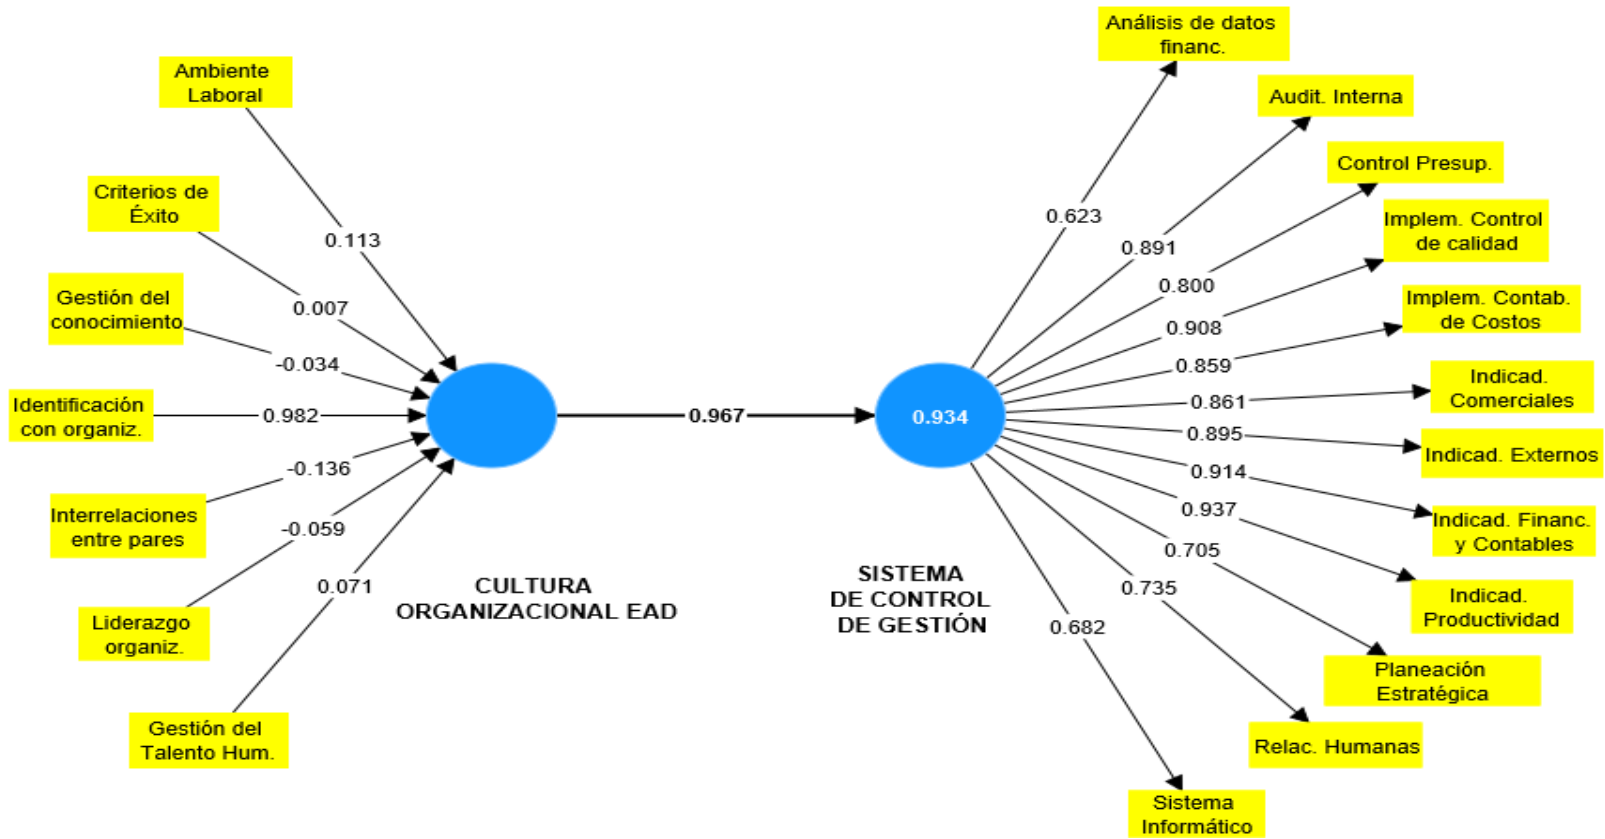 Ambiente
Laboral
Criterios de
Éxito
Gestión del
conocimiento
Identificación
con organiz.
Interrelaciones
entre pares
Liderazgo
organiz.
Gestión del
Talento Hum.
0.113
0.007
-0.034
0.982
-0.136
-0.059
0.071
CULTURA
ORGANIZACIONAL EAD
0.967
0.934
SISTEMA
DE CONTROL
DE GESTIÓN
0.623
0.891
0.800
0.908
0.859
0.861
0.895
0.914
0.937
0.705
0.735
0.682
Análisis de datos
financ.
Audit. Interna
Control Presup.
Implem. Control
de calidad
Implem. Contab.
de Costos
Indicad.
Comerciales
Indicad. Externos
Indicad. Financ.
y Contables
Indicad.
Productividad
Planeación
Estratégica
Relac. Humanas
Sistema
Informático